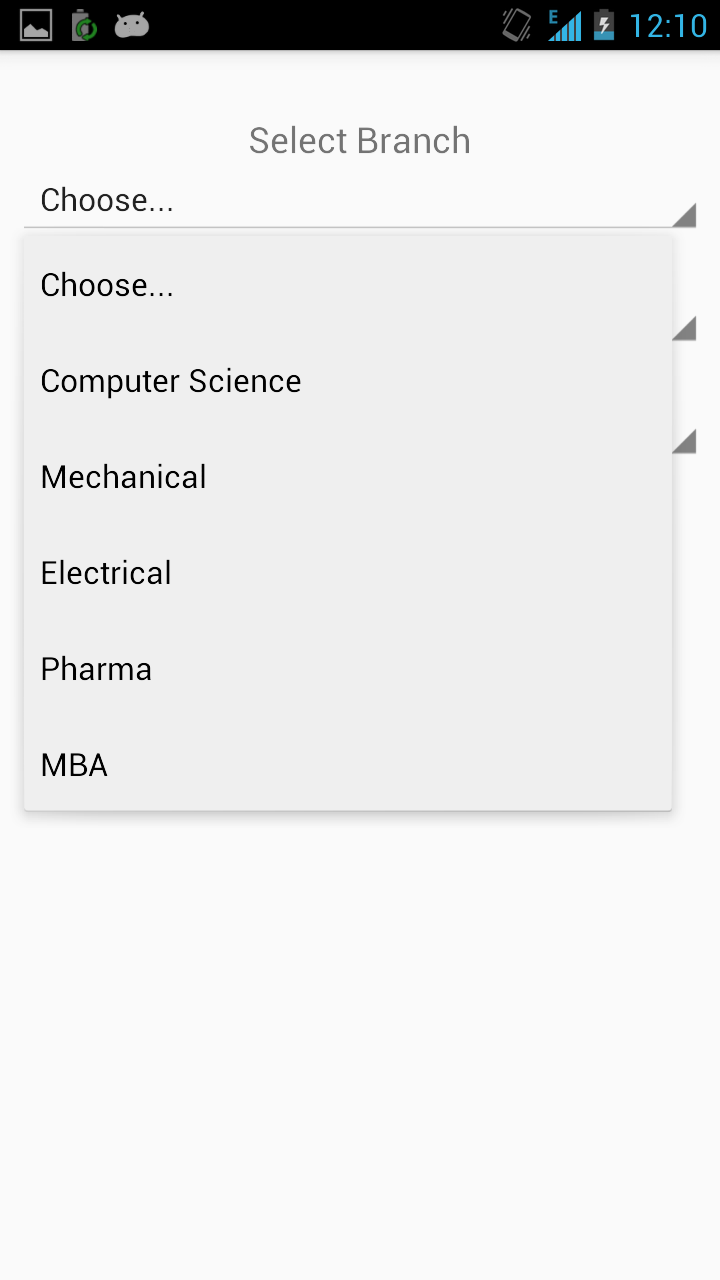 E 12:10
Select Branch
Choose...
Choose...
Computer Science
Mechanical
Electrical
Pharma
MBA